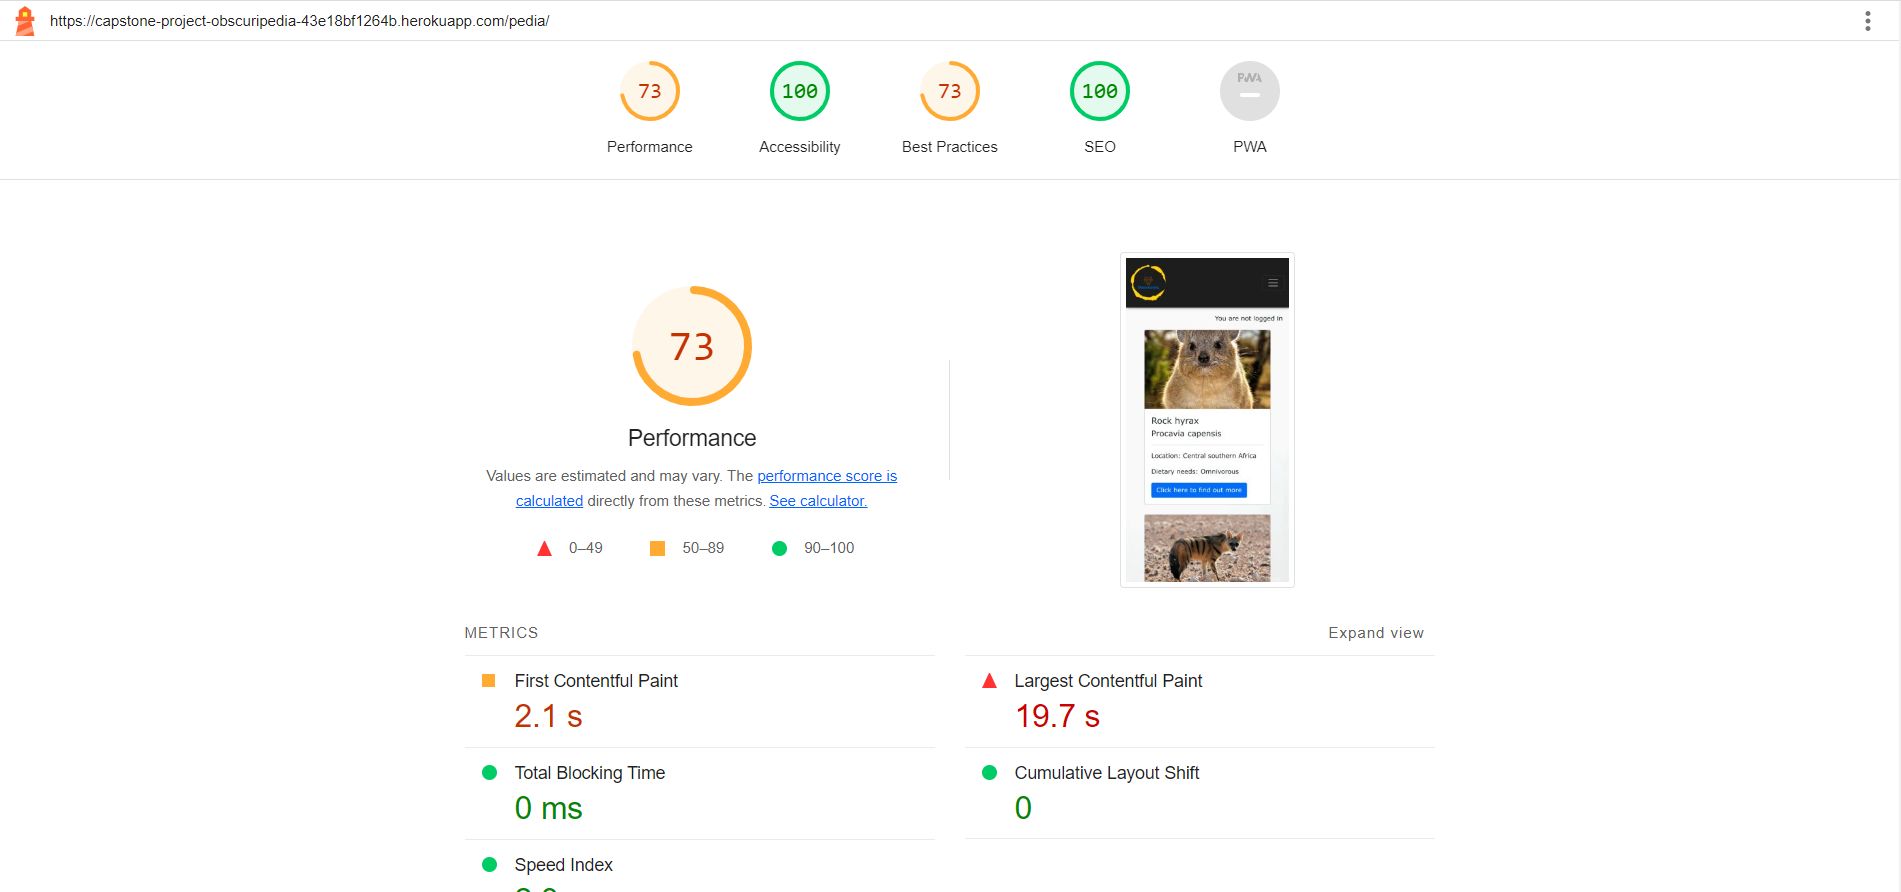 https://capstone-project-obscuripedia-43e18bf1264b.herokuapp.com/pedia/
73
100
73
100
PWA
Performance
Accessibility
Best Practices
SEO
PWA
73
Performance
Values are estimated and may vary. The performance score is
calculated directly from these metrics. See calculator.
0–49
50–89
90–100
You are not logged in
Rock hyrax
Procavia capensis
Location: Central southern Africa
Dietary needs: Omnivorous
Click here to find out more
METRICS
Expand view
First Contentful Paint
2.1 s
Largest Contentful Paint
19.7 s
Total Blocking Time
0 ms
Cumulative Layout Shift
0
Speed Index